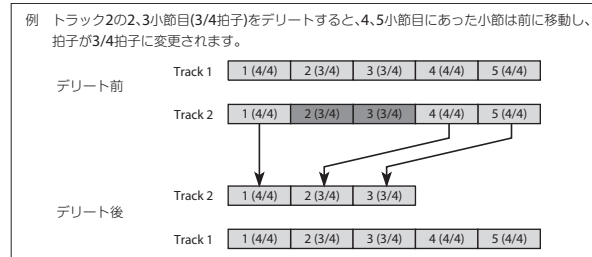 例 トラック2の2、3小節目(3/4拍子)をデリートすると、4、5小節目にあった小節は前に移動し、
拍子が3/4拍子に変更されます。
デリート前
Track 1 1 (4/4) 2 (3/4) 3 (3/4) 4 (4/4) 5 (4/4)
Track 2 1 (4/4) 2 (3/4) 3 (3/4) 4 (4/4) 5 (4/4)
デリート後
Track 2 1 (4/4) 2 (3/4) 3 (3/4)
Track 1 1 (4/4) 2 (3/4) 3 (3/4) 4 (4/4) 5 (4/4)